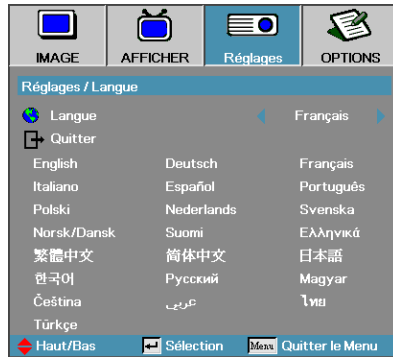 IMAGE AFFICHER Réglages OPTIONS
Réglages / Langue
Langue Français
Quitter
English Deutsch Français
Italiano Español Português
Polski Nederlands Svenska
Norsk/Dansk Suomi Ελληνικά
繁體中文 简体中文 日本語
한국어 Русский Magyar
Čeština عربي ไทย
Türkçe
Haut/Bas Sélection Menu Quitter le Menu